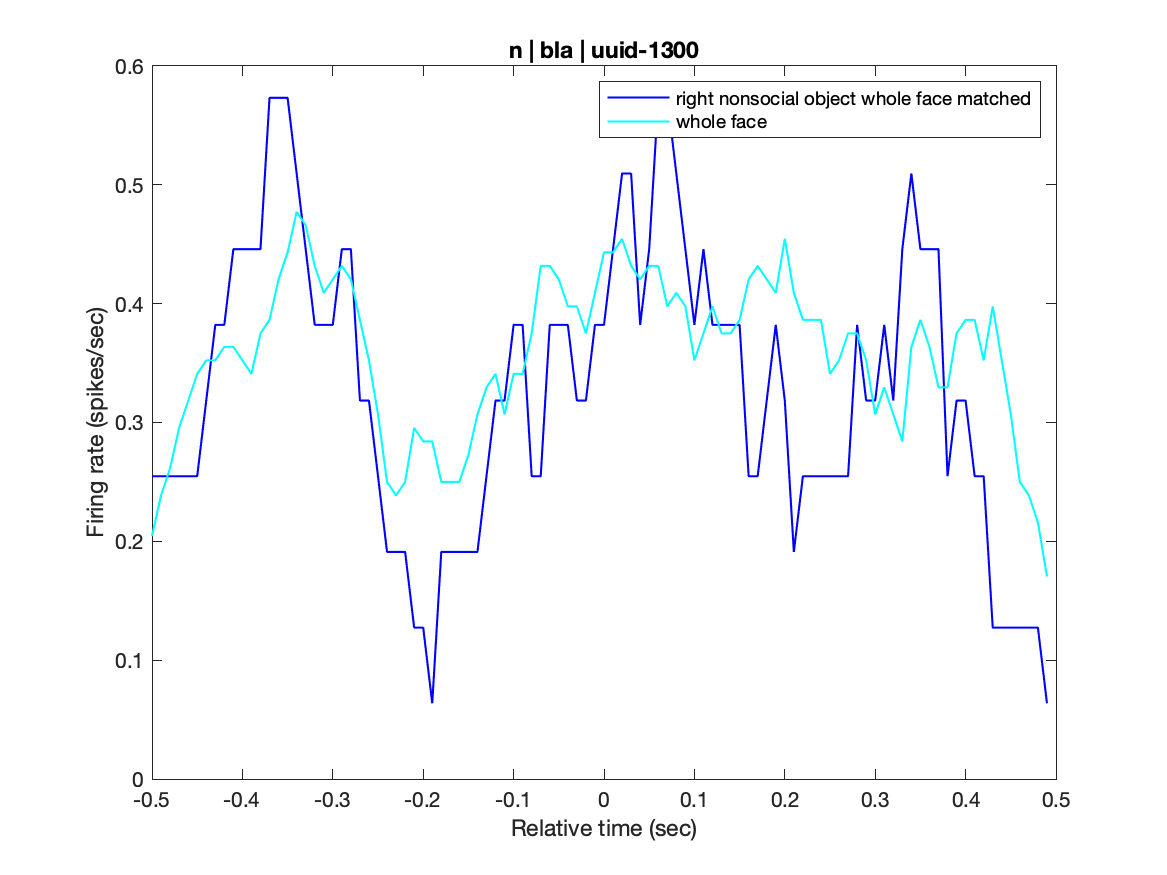 n | bla | uuid-1300
right nonsocial object whole face matched
whole face
Firing rate (spikes/sec)
0.6
0.5
0.4
0.3
0.2
0.1
0
-0.5 -0.4 -0.3 -0.2 -0.1 0 0.1 0.2 0.3 0.4 0.5
Relative time (sec)